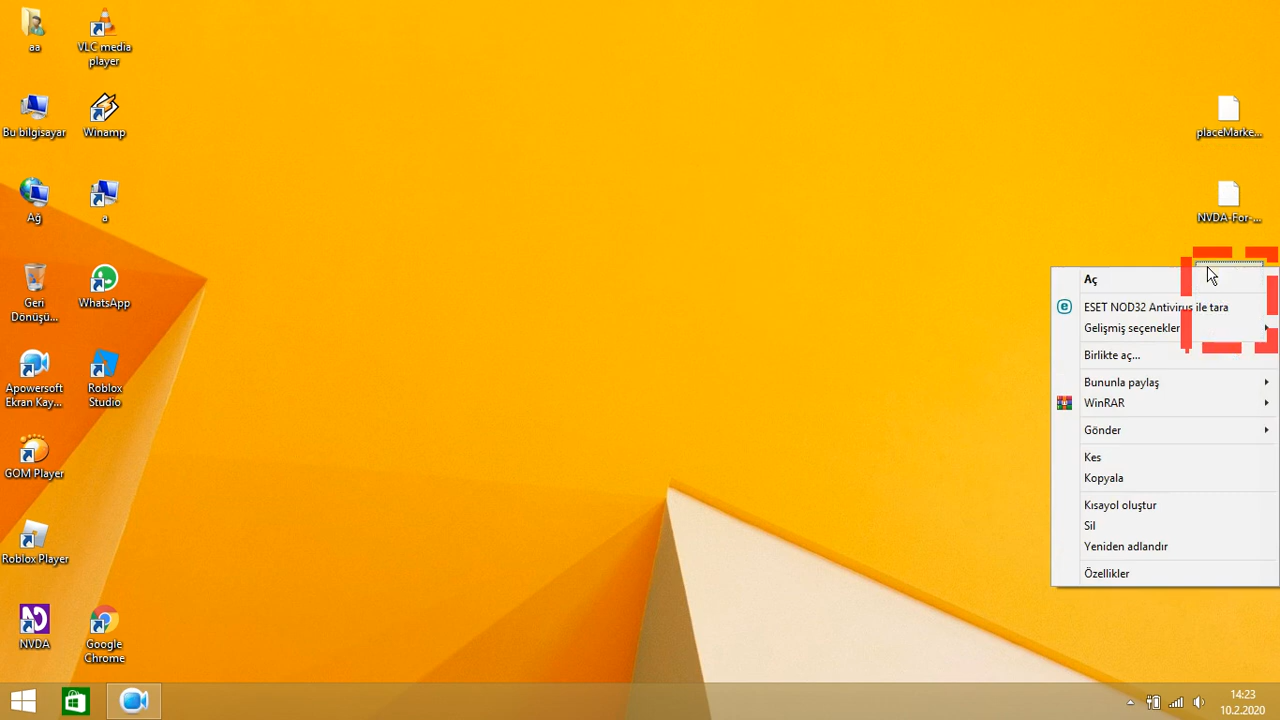 aa
VLC media
player
Bu bilgisayar
Winamp
Ağ
a
Geri
Dönüşü...
WhatsApp
Apowersoft
Ekran Kay...
Roblox
Studio
GOM Player
Roblox Player
NVDA
Google
Chrome
placeMarke...
NVDA-For-...
Aç
ESET NOD32 Antivirus ile tara
Gelişmiş seçenekler
Birlikte aç...
Bununla paylaş
WinRAR
Gönder
Kes
Kopyala
Kısayol oluştur
Sil
Yeniden adlandır
Özellikler
14:23
10.2.2020